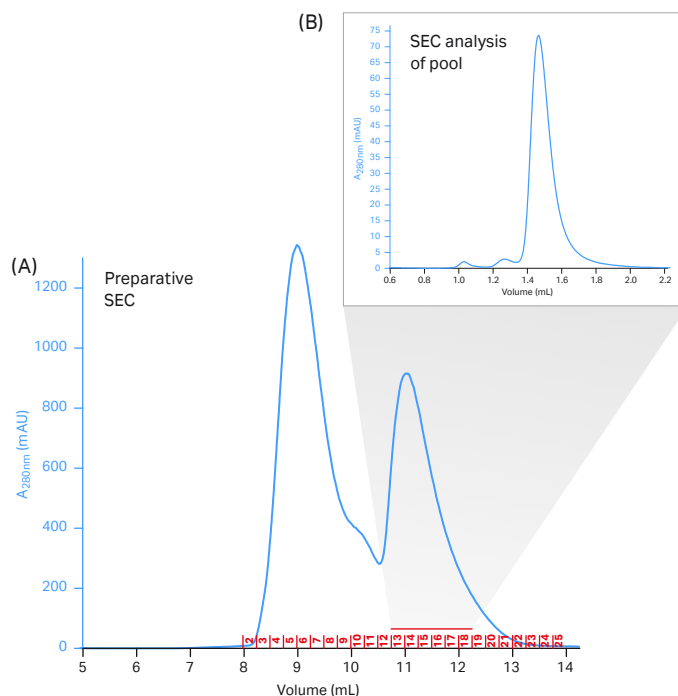 (B)
SEC analysis
of pool
A280nm (mAU)
75
70
65
60
55
50
45
40
35
30
25
20
15
10
5
0
0.6 0.8 1.0 1.2 1.4 1.6 1.8 2.0 2.2
Volume (mL)
(A)
Preparative
SEC
A280nm (mAU)
1200
1000
800
600
400
200
0
2 3 4 5 6 7 8 9 10 11 12 13 14 15 16 17 18 19 20 21 22 23 24 25
5 6 7 8 9 10 11 12 13 14
Volume (mL)